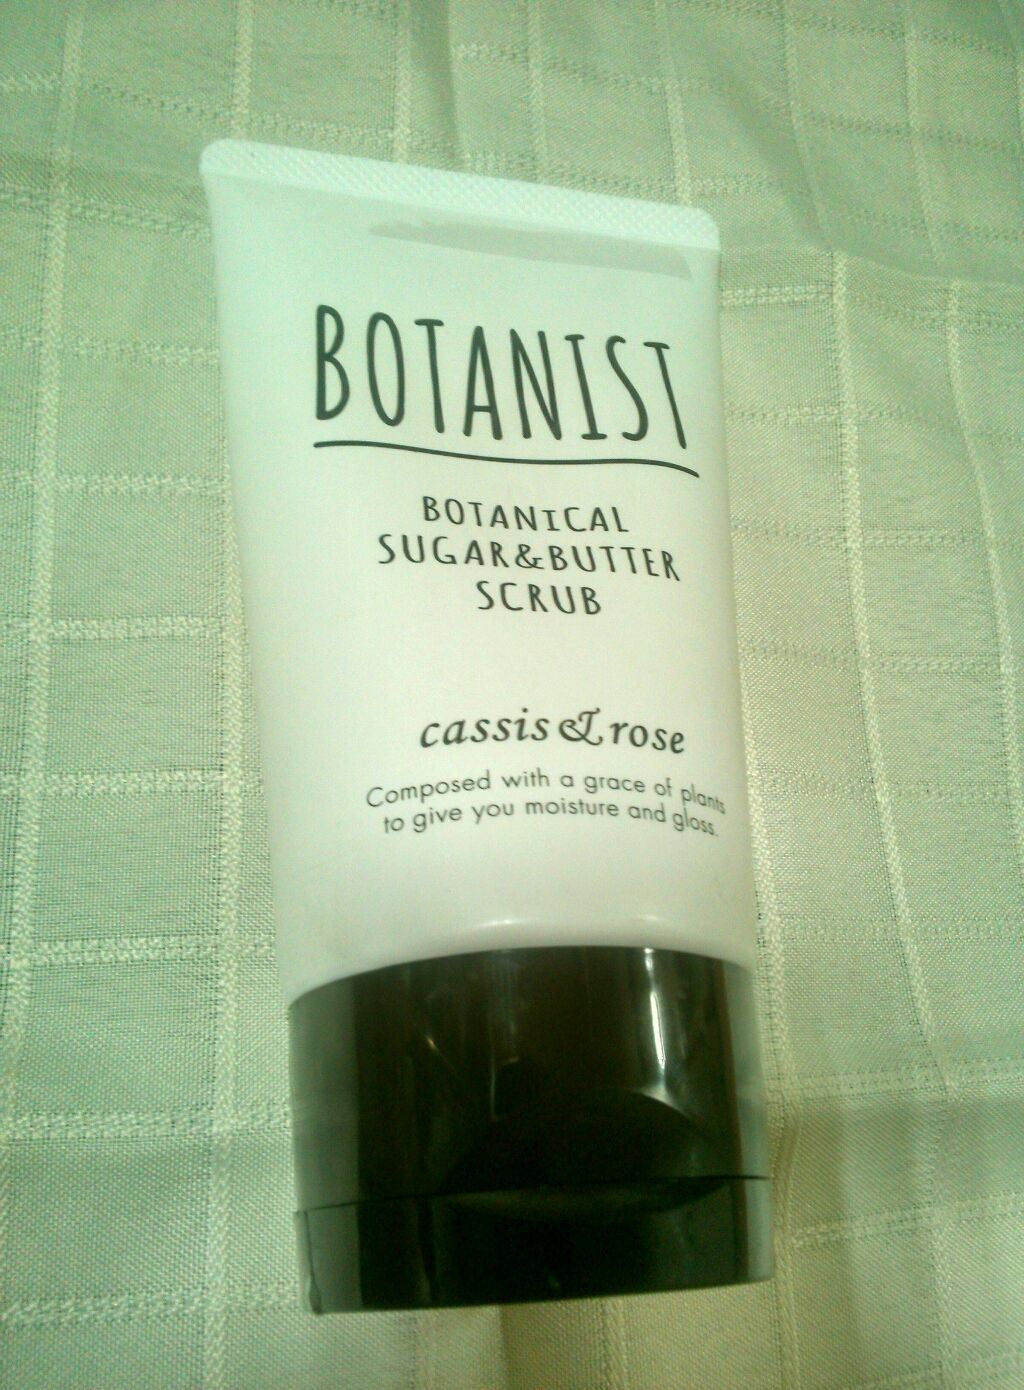 BOTANIST
BOTANICAL
SUGAR&BUTTER
SCRUB
cassis & rose
Composed with a grace of plants
to give you moisture and gloss.